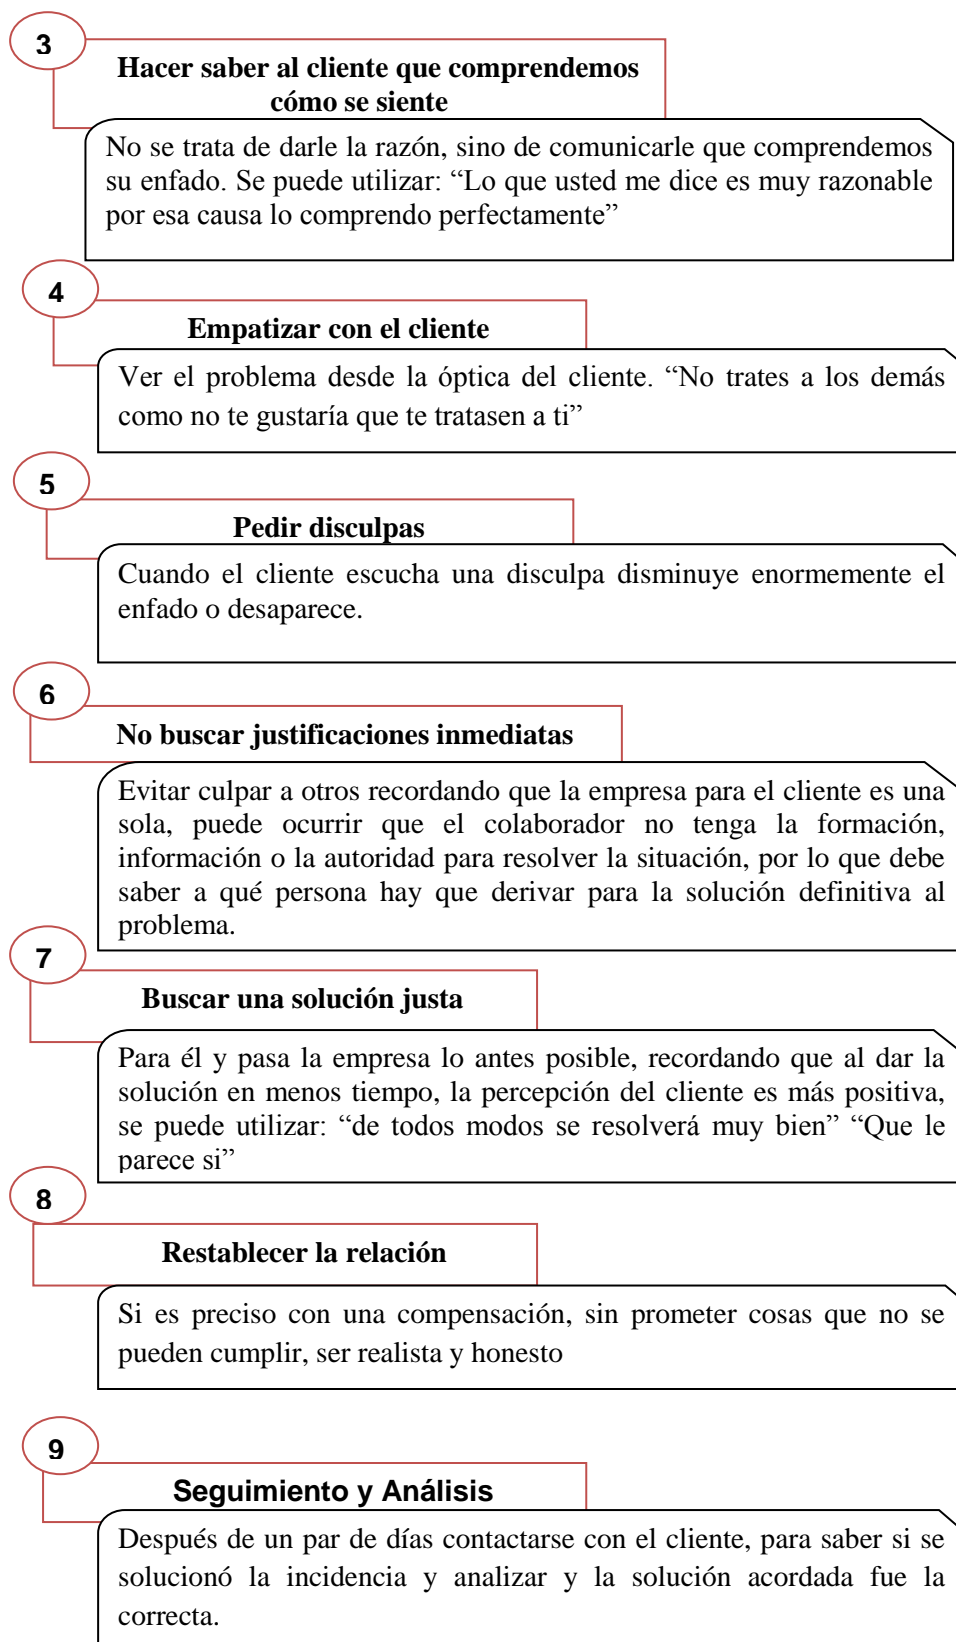 3
Hacer saber al cliente que comprendemos
cómo se siente
No se trata de darle la razón, sino de comunicarle que comprendemos
su enfado. Se puede utilizar: “Lo que usted me dice es muy razonable
por esa causa lo comprendo perfectamente”
4
Empatizar con el cliente
Ver el problema desde la óptica del cliente. “No trates a los demás
como no te gustaría que te tratasen a ti”
5
Pedir disculpas
Cuando el cliente escucha una disculpa disminuye enormemente el
enfado o desaparece.
6
No buscar justificaciones inmediatas
Evitar culpar a otros recordando que la empresa para el cliente es una
sola, puede ocurrir que el colaborador no tenga la formación,
información o la autoridad para resolver la situación, por lo que debe
saber a qué persona hay que derivar para la solución definitiva al
problema.
7
Buscar una solución justa
Para él y pasa la empresa lo antes posible, recordando que al dar la
solución en menos tiempo, la percepción del cliente es más positiva,
se puede utilizar: “de todos modos se resolverá muy bien” “Que le
parece si”
8
Restablecer la relación
Si es preciso con una compensación, sin prometer cosas que no se
pueden cumplir, ser realista y honesto
9
Seguimiento y Análisis
Después de un par de días contactarse con el cliente, para saber si se
solucionó la incidencia y analizar y la solución acordada fue la
correcta.